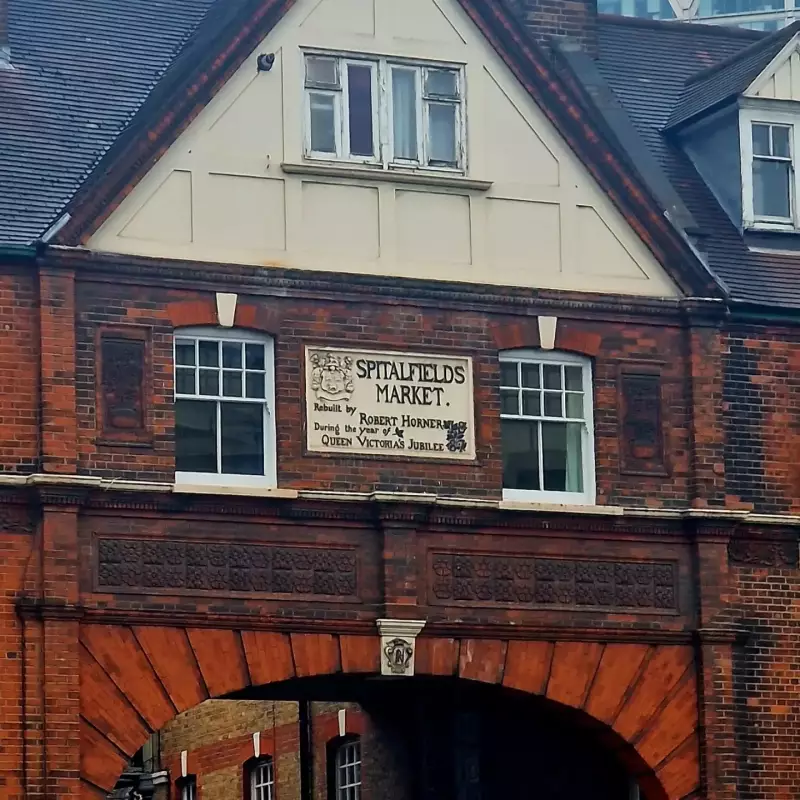 SPITALFIELDS
MARKET.
Rebuilt by
ROBERT HORNER
During the year of
QUEEN VICTORIA'S JUBILEE